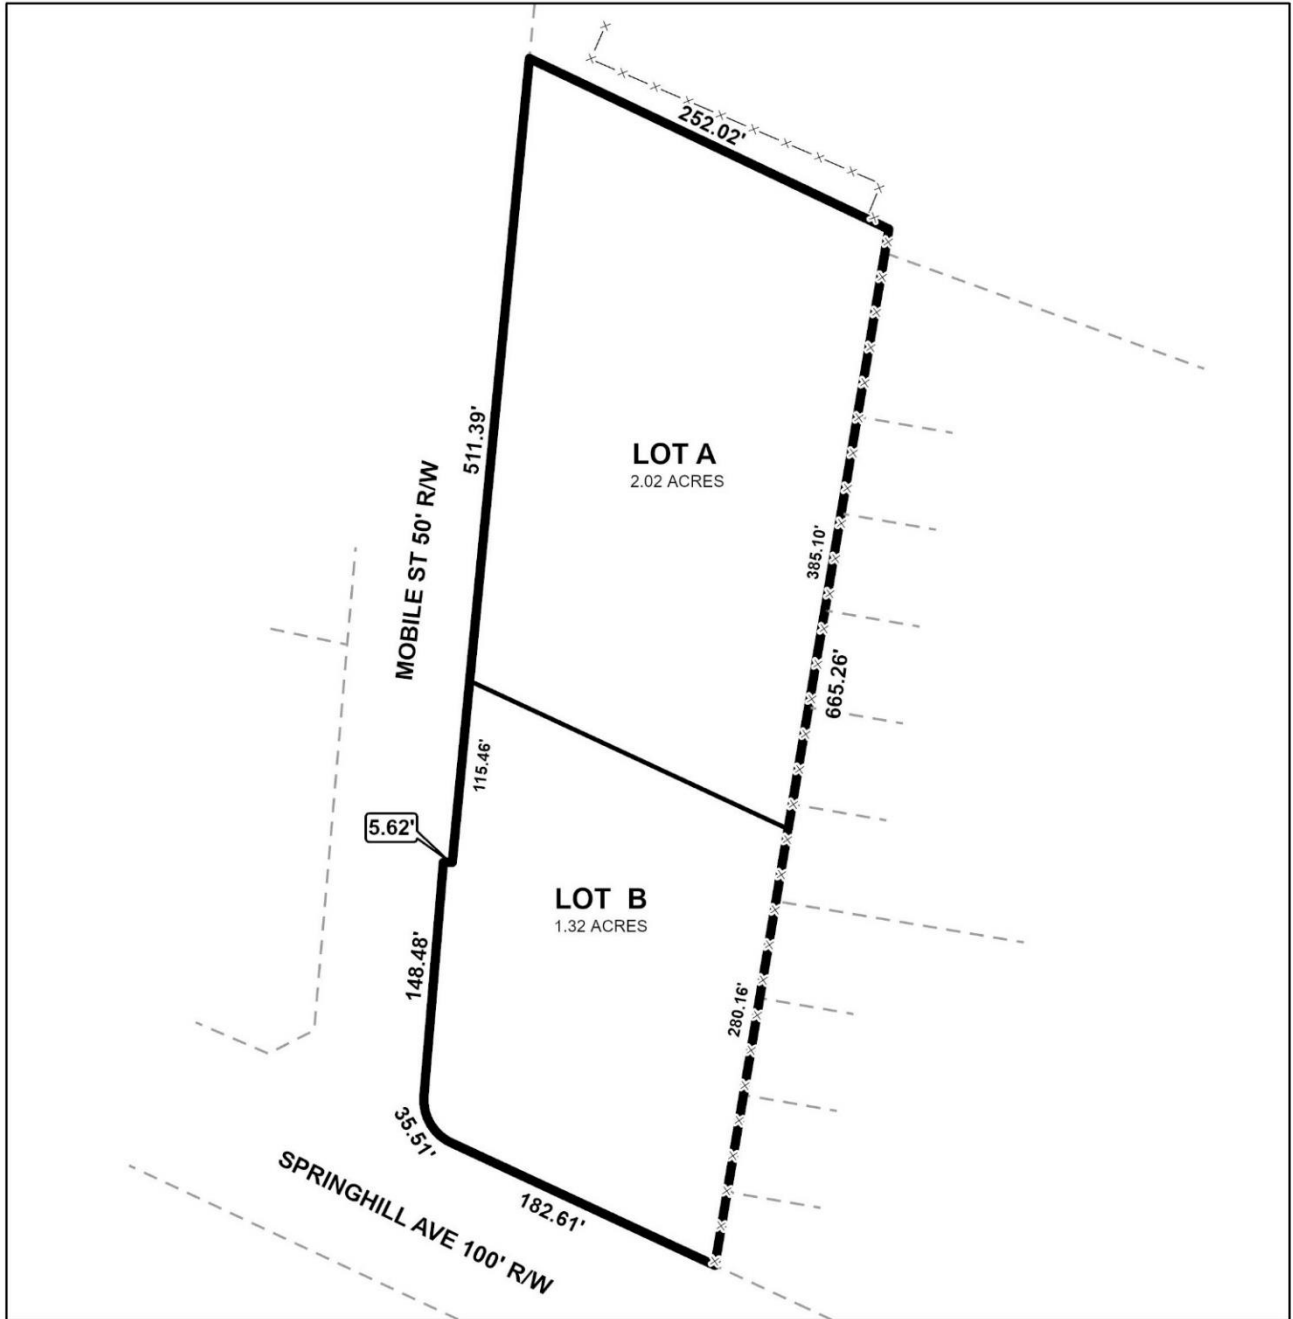 252.02'
511.39'
LOT A
2.02 ACRES
MOBILE ST 50' R/W
385.10'
665.26'
115.46'
5.62'
LOT B
1.32 ACRES
148.48'
280.16'
35.51'
182.61'
SPRINGHILL AVE 100' R/W